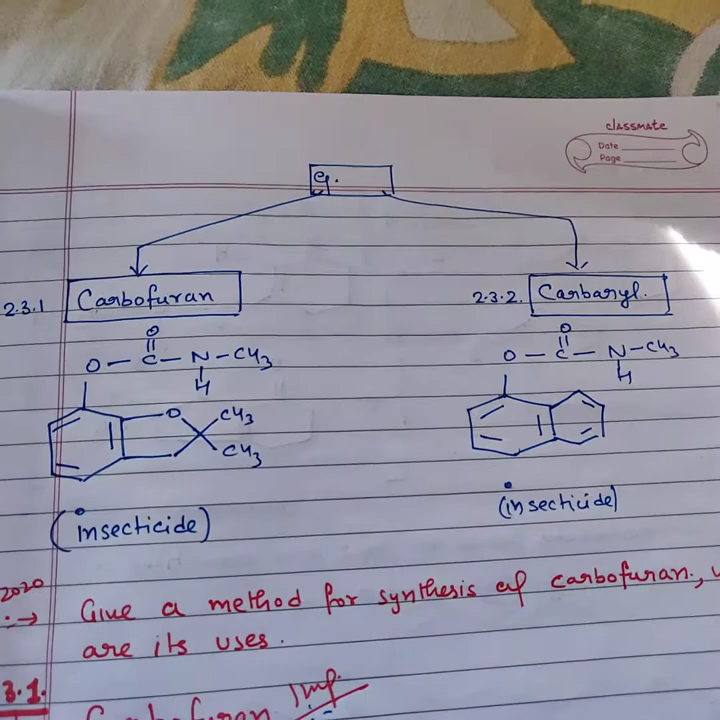 classmate
Date
Page
eg.
2.3.1 Carbofuran
2.3.2. Carbaryl.
O
O
O — C — N — CH3
O — C — N — CH3
H
H
O
CH3
CH3
(insecticide)
(insecticide)
2020
:→ Give a method for synthesis of carbofuran.,
are its uses.
3.1.
Carbofuran Imp.